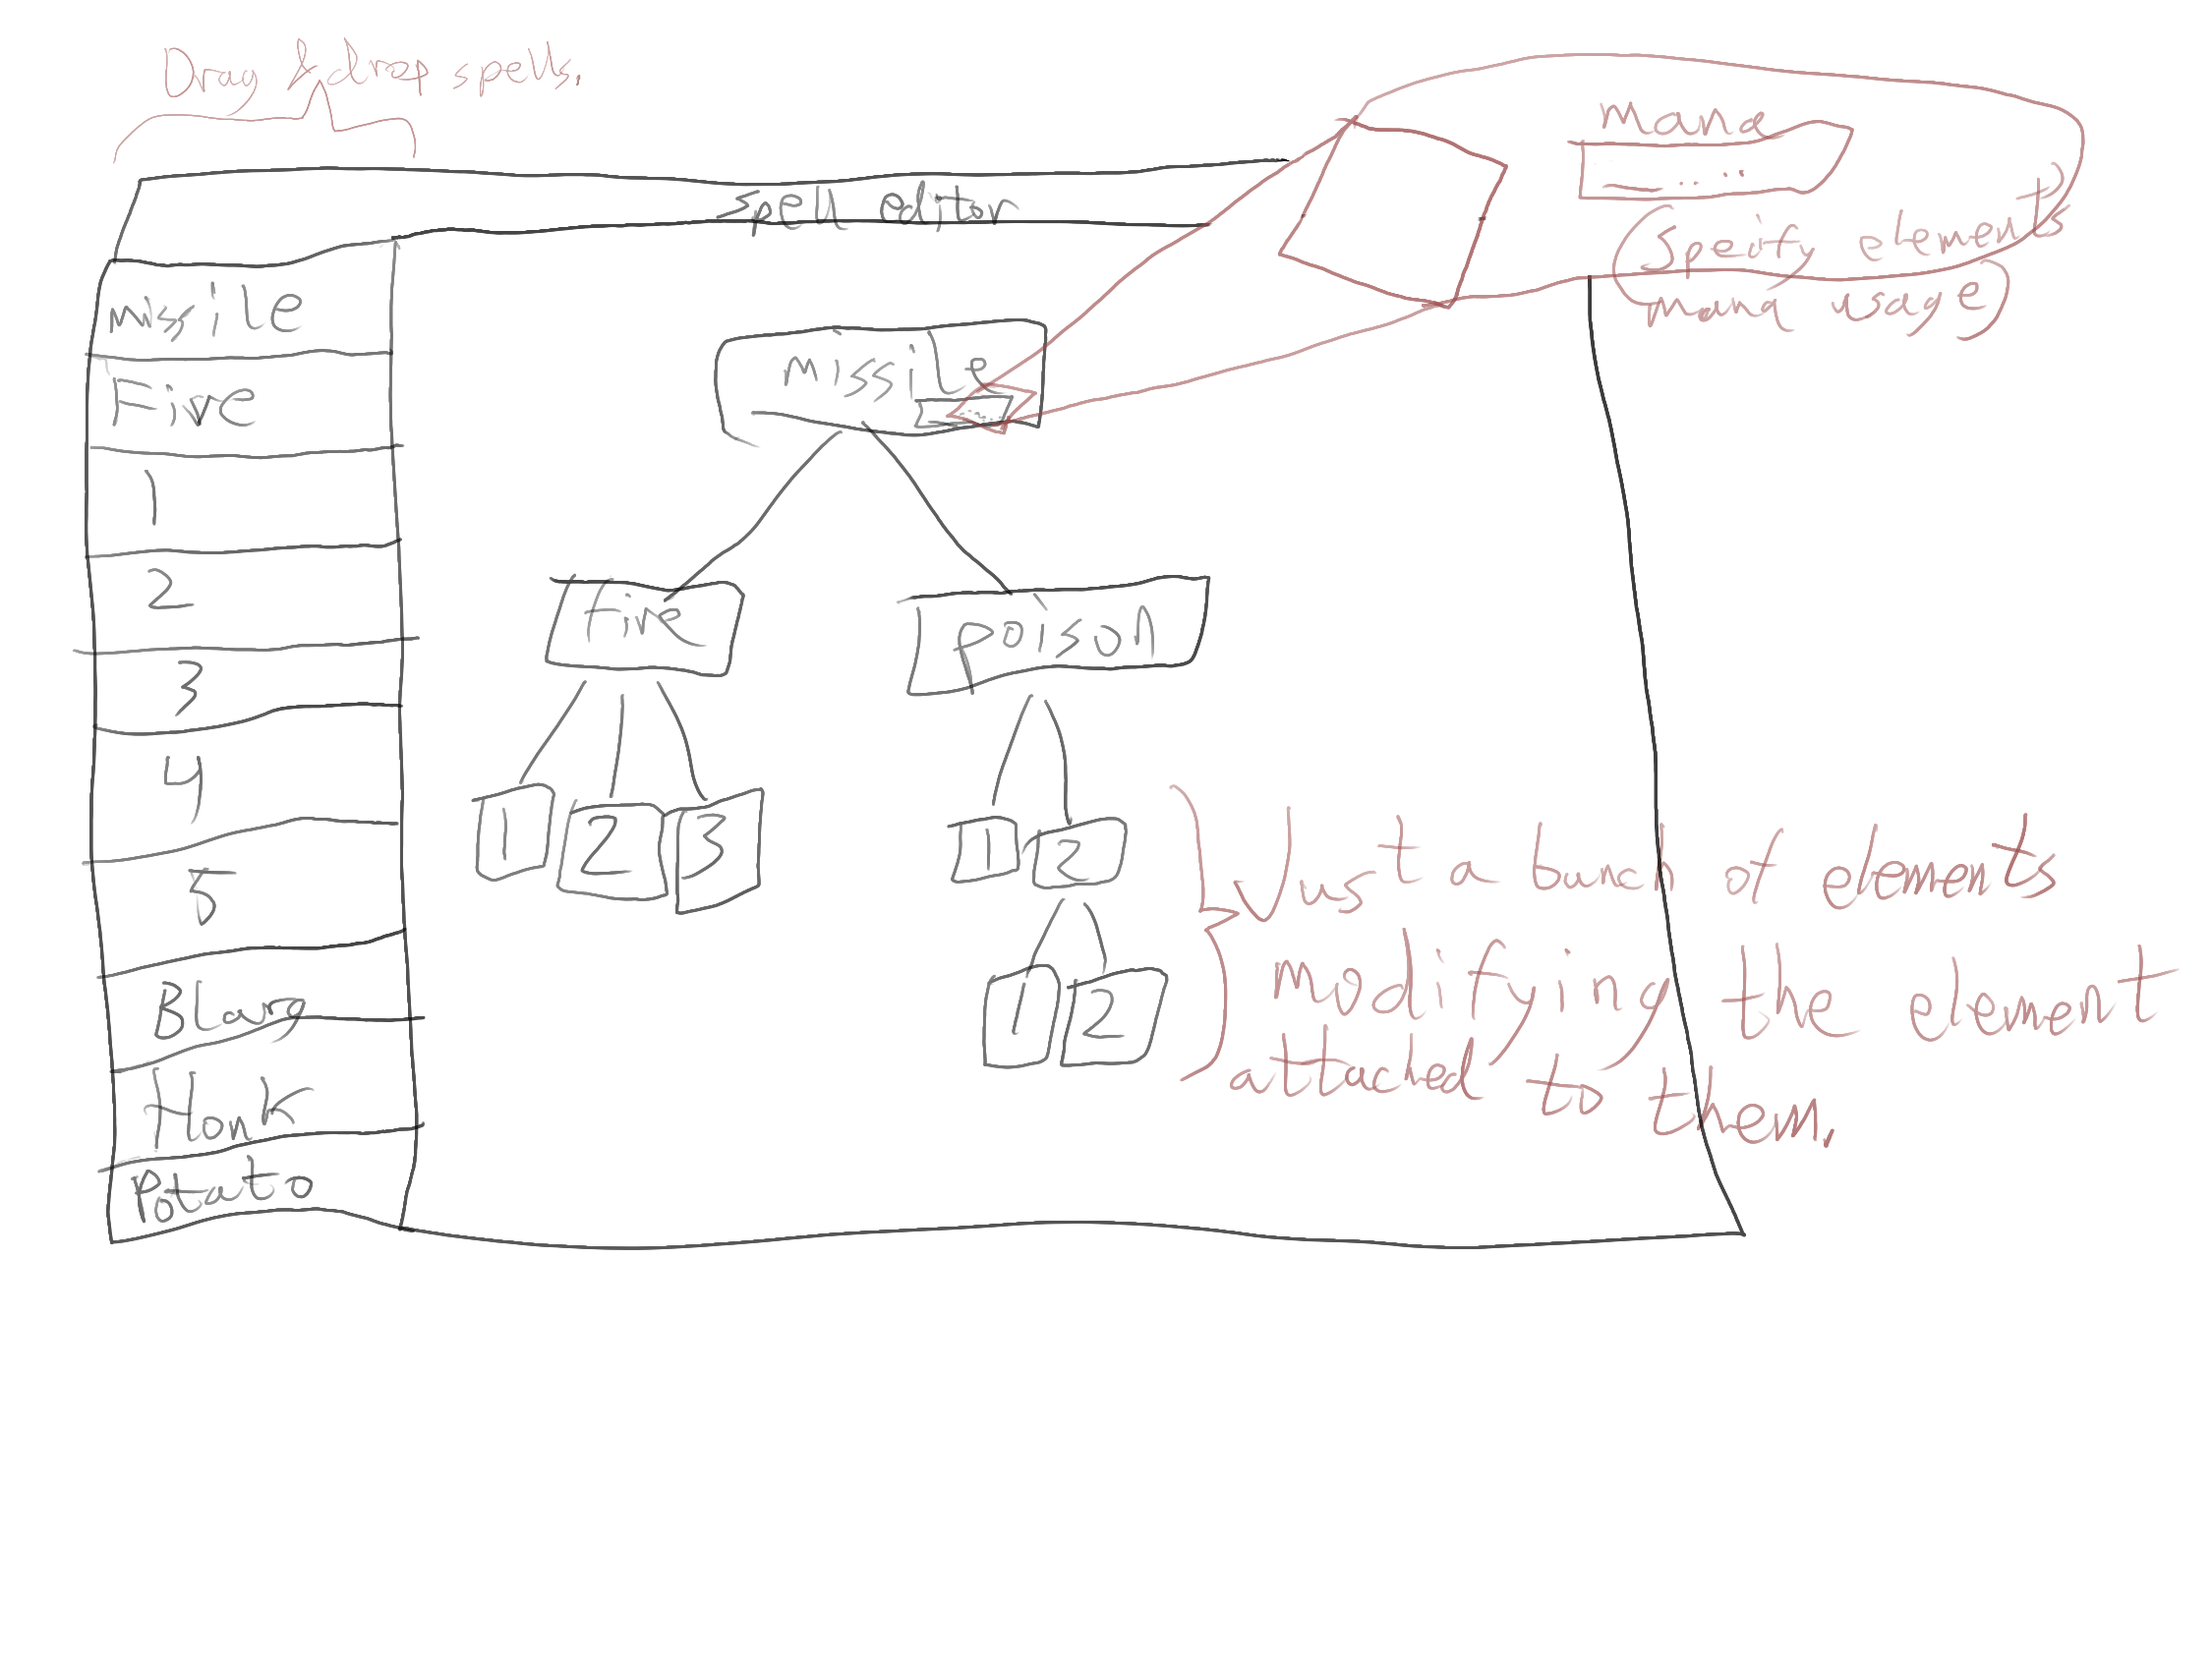 Drag & drop spells.
mana
Spell editor
(Specify elements)
(mana usage)
missile
Fire
1
2
3
4
5
Blarg
Honk
Potato
missile
Fire
poison
1
2
3
1
2
1
2
Just a bunch of elements
modifying the element
attached to them.